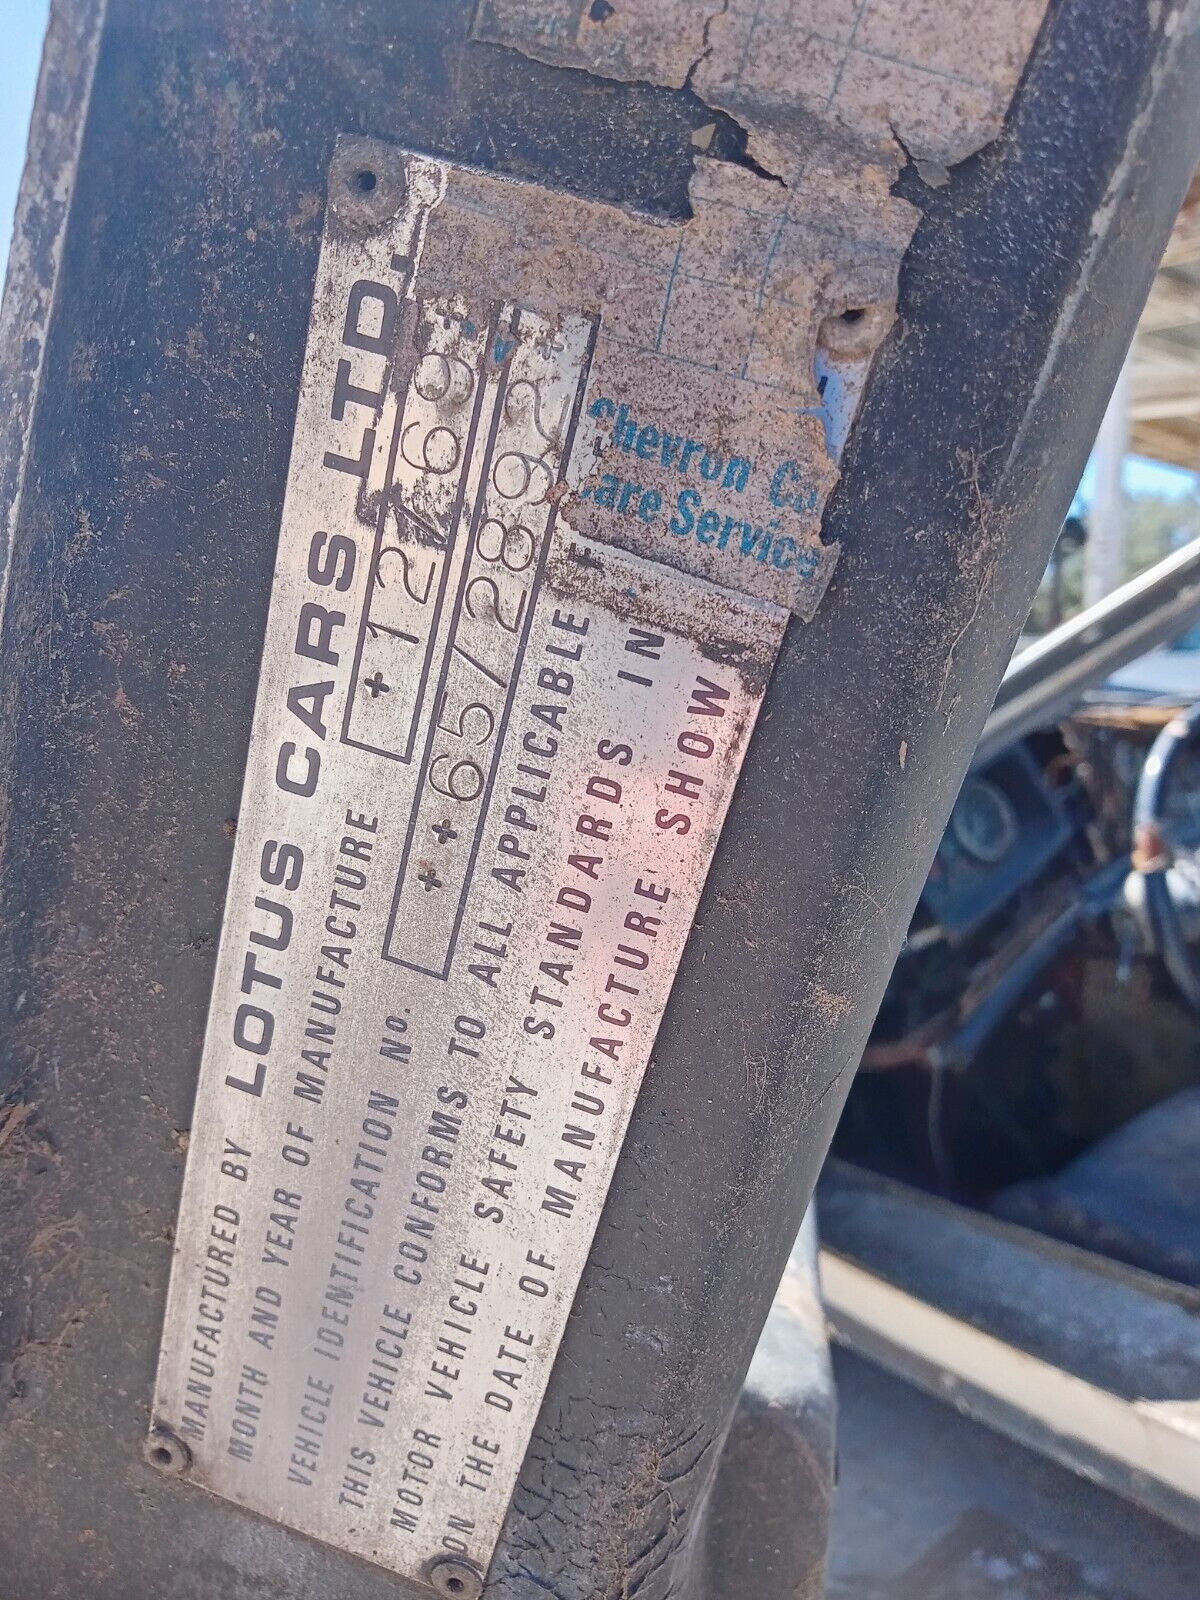 MANUFACTURED BY LOTUS CARS LTD.
MONTH AND YEAR OF MANUFACTURE + 12/69 +
VEHICLE IDENTIFICATION No. + + 65/2892 +
THIS VEHICLE CONFORMS TO ALL APPLICABLE
MOTOR VEHICLE SAFETY STANDARDS IN
ON THE DATE OF MANUFACTURE SHOW
Chevron Ca
are Service